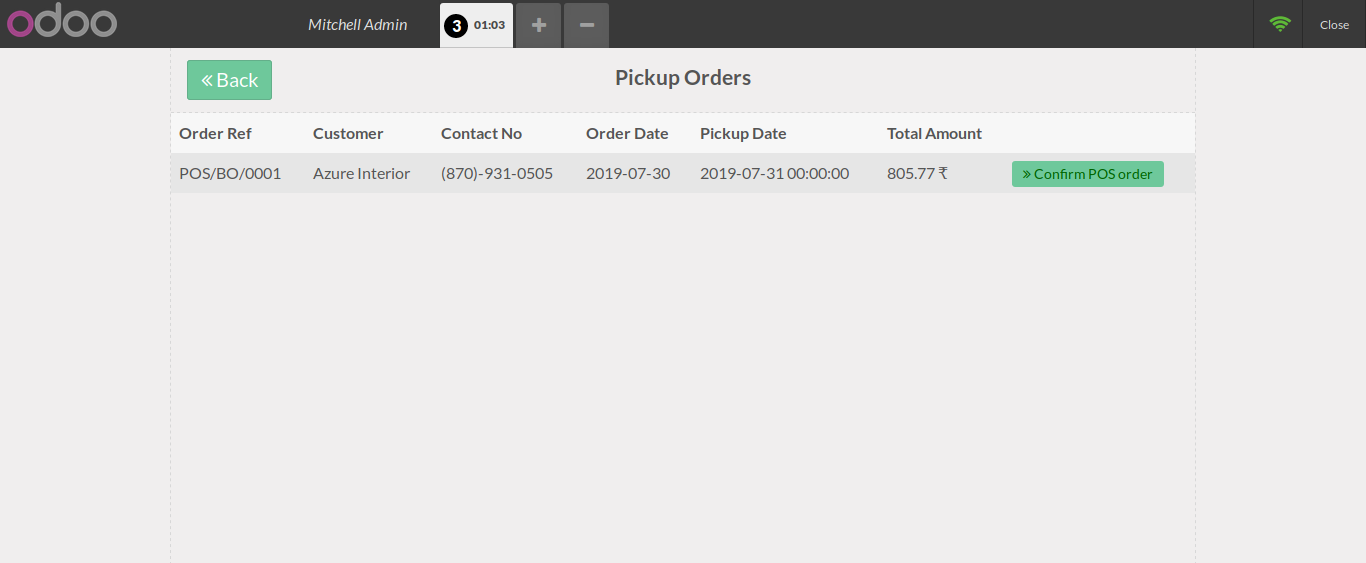 odoo Mitchell Admin 3 01:03 Close
Back Pickup Orders
Order Ref Customer Contact No Order Date Pickup Date Total Amount
POS/BO/0001 Azure Interior (870)-931-0505 2019-07-30 2019-07-31 00:00:00 805.77 ₹ Confirm POS order